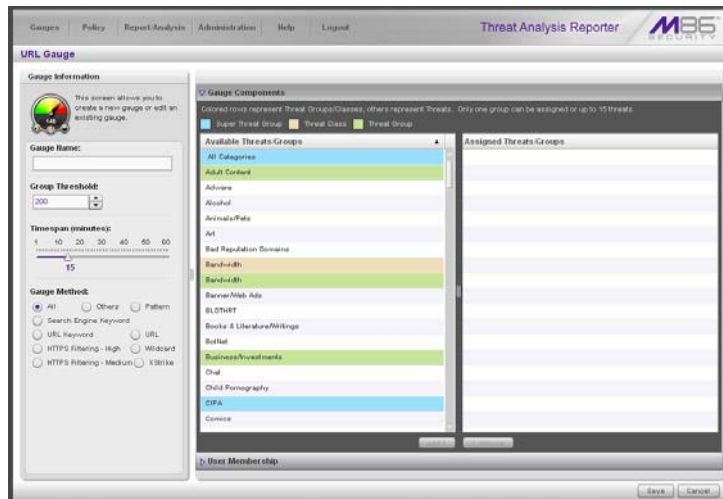 Gauges Policy Report/Analysis Administration Help Logout
Threat Analysis Reporter
M86 SECURITY
URL Gauge
Gauge Information
This screen allows you to create a new gauge or edit an existing gauge.
Gauge Name:
Group Threshold:
200
Timespan (minutes):
1 10 20 30 40 50 60
15
Gauge Method:
All Others Pattern
Search Engine Keyword
URL Keyword URL
HTTPS Filtering - High Wildcard
HTTPS Filtering - Medium XStrike
Gauge Components
Colored rows represent Threat Groups/Classes, others represent Threats. Only one group can be assigned or up to 15 threats.
Super Threat Group Threat Class Threat Group
Available Threats/Groups
All Categories
Adult Content
Adware
Alcohol
Animals/Pets
Art
Bad Reputation Domains
Bandwidth
Bandwidth
Banner/Web Ads
BLOTHRT
Books & Literature/Writings
BotNet
Business/Investments
Chat
Child Pornography
CIPA
Comics
Assigned Threats/Groups
User Membership
Save Cancel